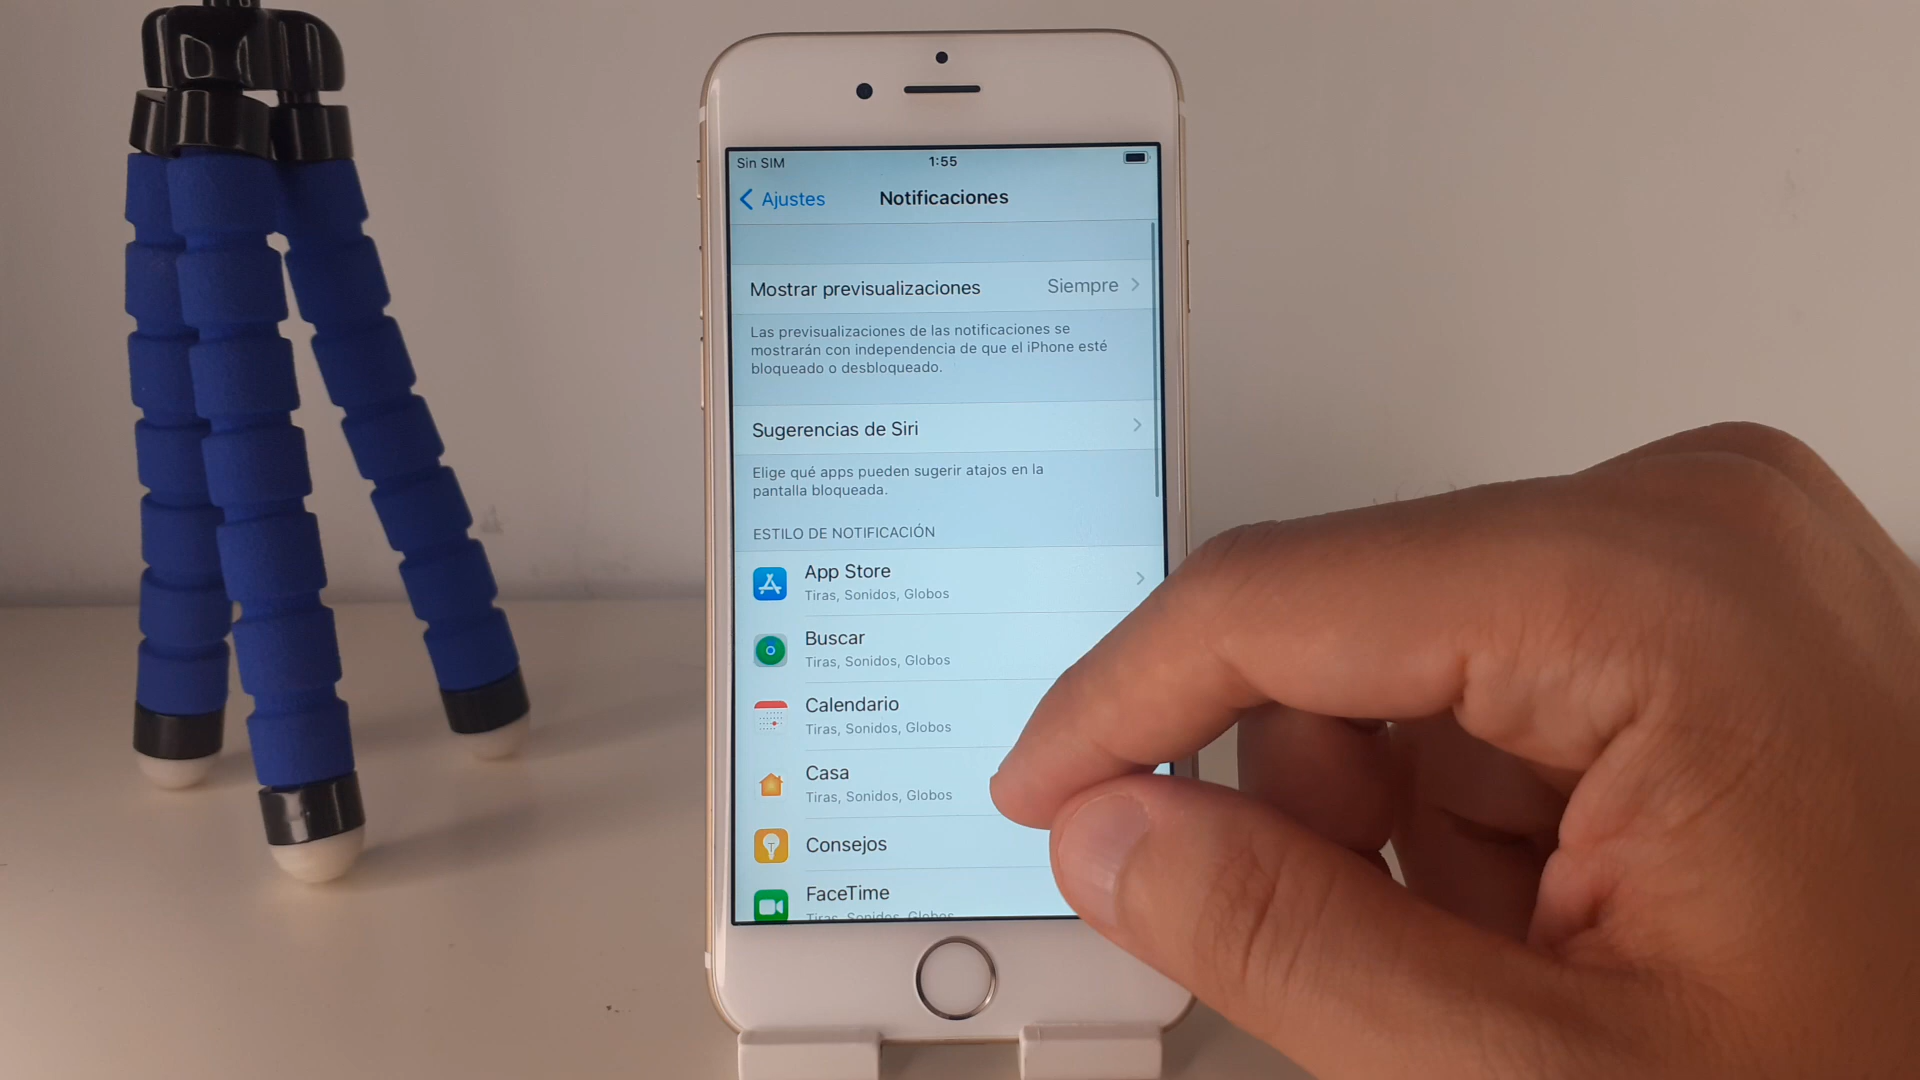 Sin SIM 1:55
Ajustes Notificaciones
Mostrar previsualizaciones Siempre
Las previsualizaciones de las notificaciones se
mostrarán con independencia de que el iPhone esté
bloqueado o desbloqueado.
Sugerencias de Siri
Elige qué apps pueden sugerir atajos en la
pantalla bloqueada.
ESTILO DE NOTIFICACIÓN
App Store
Tiras, Sonidos, Globos
Buscar
Tiras, Sonidos, Globos
Calendario
Tiras, Sonidos, Globos
Casa
Tiras, Sonidos, Globos
Consejos
FaceTime
Tiras, Sonidos, Globos